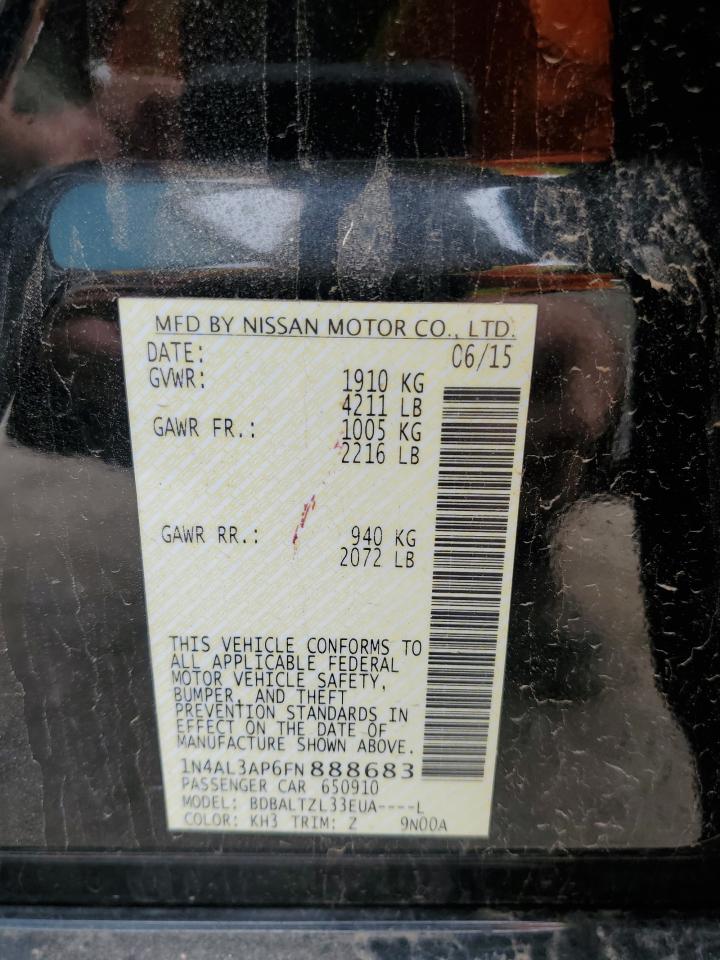 MFD BY NISSAN MOTOR CO., LTD.
DATE: 06/15
GVWR: 1910 KG
4211 LB
GAWR FR.: 1005 KG
2216 LB
GAWR RR.: 940 KG
2072 LB
THIS VEHICLE CONFORMS TO
ALL APPLICABLE FEDERAL
MOTOR VEHICLE SAFETY,
BUMPER, AND THEFT
PREVENTION STANDARDS IN
EFFECT ON THE DATE OF
MANUFACTURE SHOWN ABOVE.
1N4AL3AP6FN888683
PASSENGER CAR 650910
MODEL: BDBALTZL33EUA----L
COLOR: KH3 TRIM: Z 9N00A